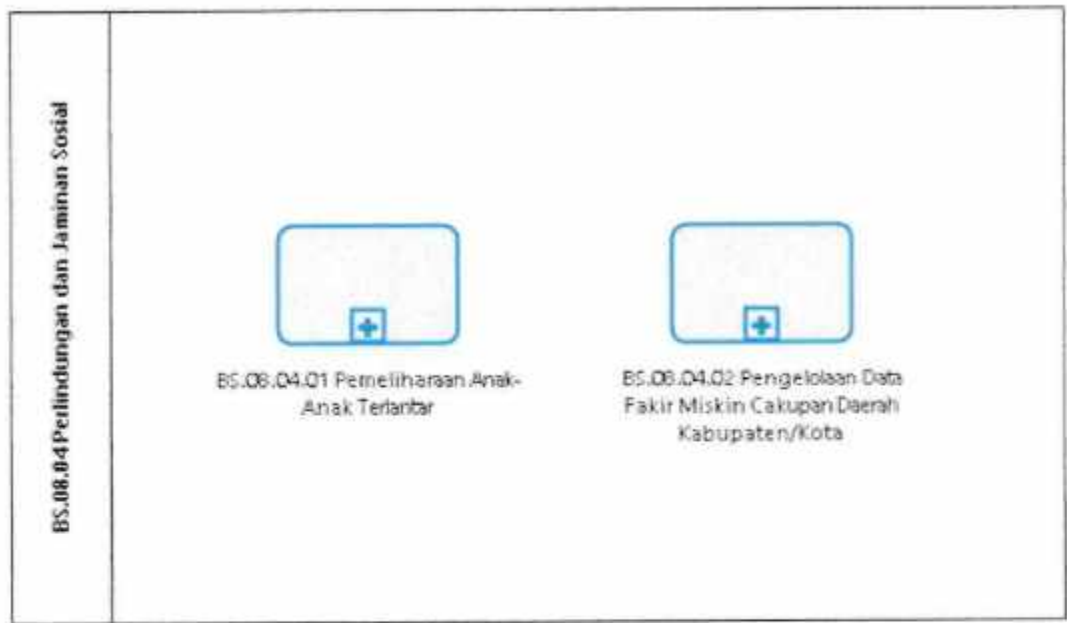 BS.08.04 Perlindungan dan Jaminan Sosial
BS.08.04.01 Pemeliharaan Anak-
Anak Terlantar
BS.08.04.02 Pengelolaan Data
Fakir Miskin Cakupan Daerah
Kabupaten/Kota